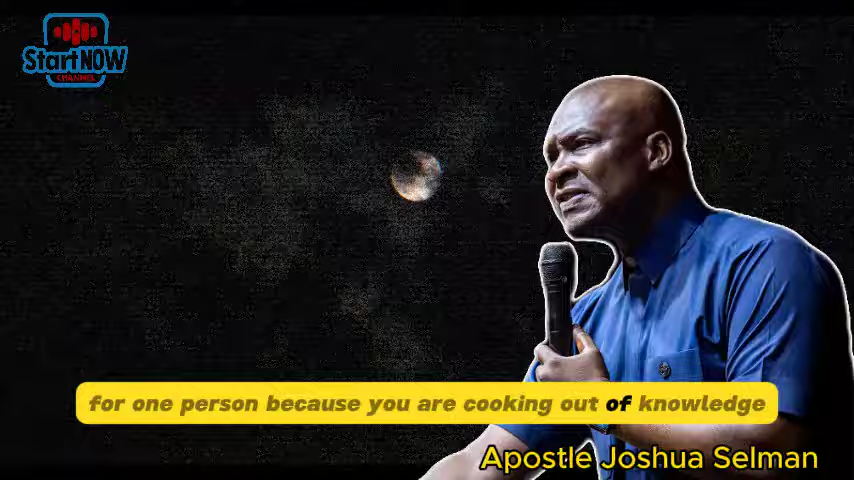 StartNOW
CHANNEL
for one person because you are cooking out of knowledge
Apostle Joshua Selman